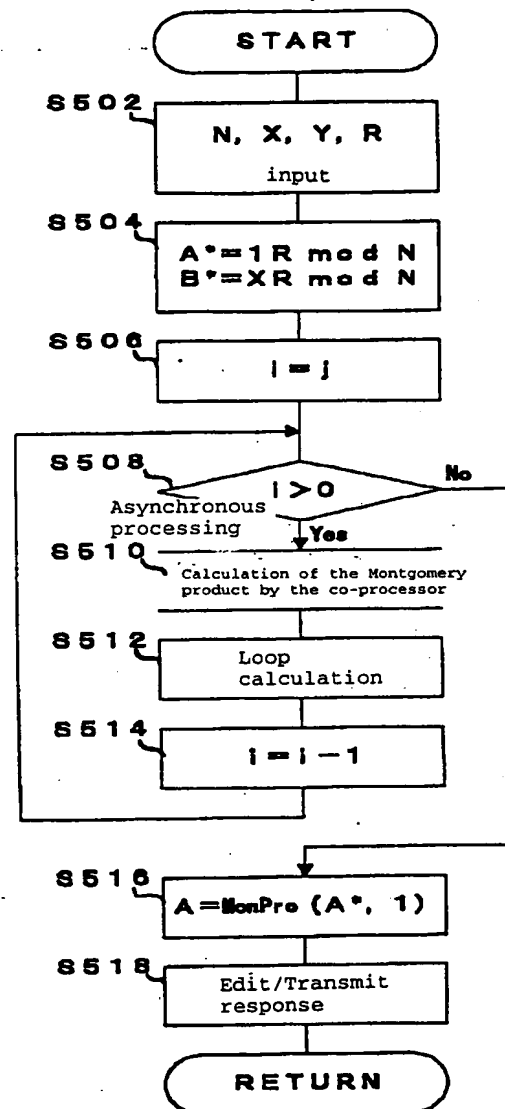 START
S502
N, X, Y, R
input
S504
A*=1R mod N
B*=XR mod N
S506
i=j
S508
i>0
No
Asynchronous
processing
Yes
S510
Calculation of the Montgomery
product by the co-processor
S512
Loop
calculation
S514
i=i-1
S516
A=MonPro (A*, 1)
S518
Edit/Transmit
response
RETURN